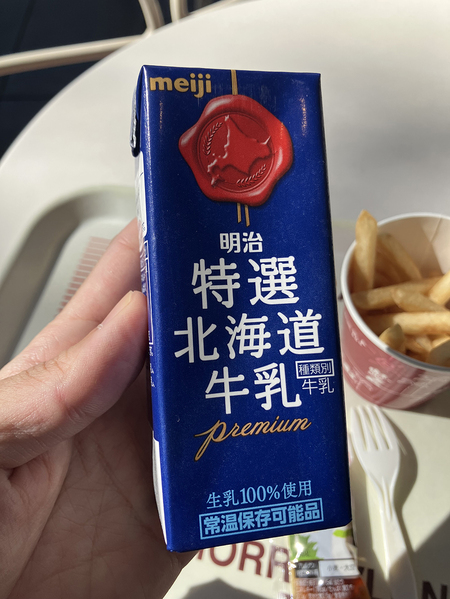 meiji
明治
特選
北海道
牛乳
種類別
牛乳
premium
生乳100%使用
常温保存可能品